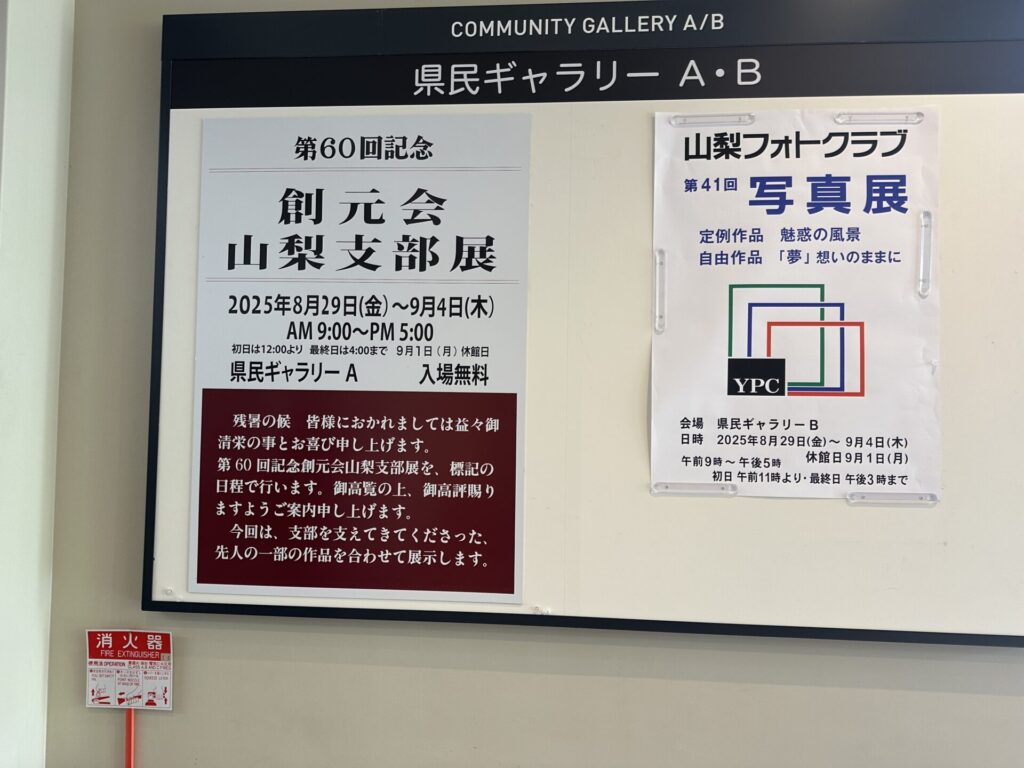 COMMUNITY GALLERY A/B
県民ギャラリー A・B
第60回記念
創元会
山梨支部展
2025年8月29日(金)～9月4日(木)
AM 9:00～PM 5:00
初日は12:00より 最終日は4:00まで 9月1日（月）休館日
県民ギャラリー A 入場無料
残暑の候 皆様におかれましては益々御
清栄の事とお喜び申し上げます。
第60回記念創元会山梨支部展を、標記の
日程で行います。御高覧の上、御高評賜り
ますようご案内申し上げます。
今回は、支部を支えてきてくださった、
先人の一部の作品を合わせて展示します。
山梨フォトクラブ
第41回 写真展
定例作品 魅惑の風景
自由作品 「夢」想いのままに
YPC
会場 県民ギャラリー B
日時 2025年8月29日(金)～ 9月4日(木)
休館日9月1日(月)
午前9時～午後5時
初日 午前11時より・最終日 午後3時まで
消火器
FIRE EXTINGUISHER
使用法 OPERATION